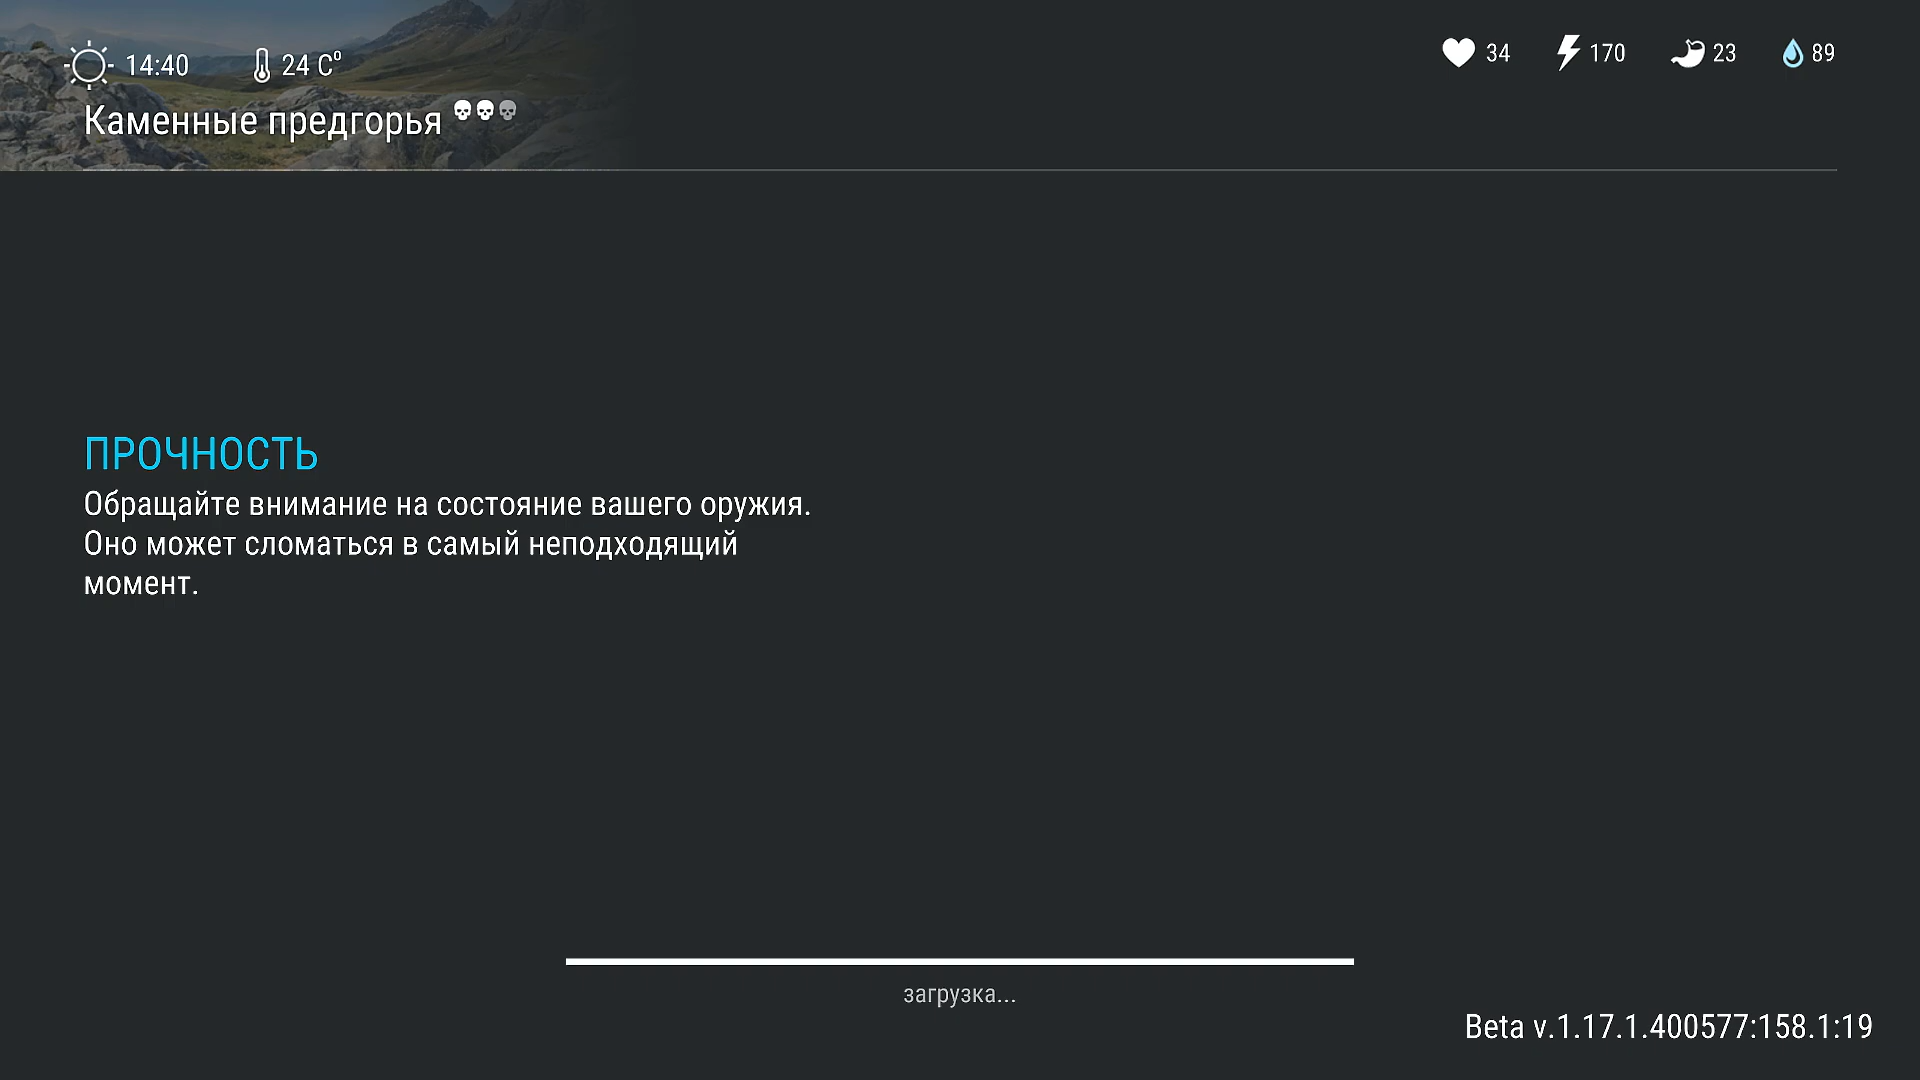 14:40 24 Cº
34 170 23 89
Каменные предгорья
ПРОЧНОСТЬ
Обращайте внимание на состояние вашего оружия.
Оно может сломаться в самый неподходящий
момент.
загрузка...
Beta v.1.17.1.400577:158.1:19